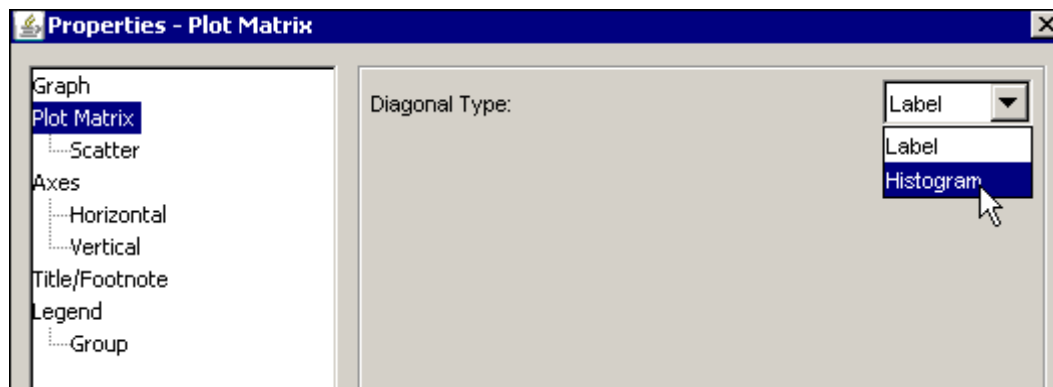 Properties - Plot Matrix
Graph
Plot Matrix
Scatter
Axes
Horizontal
Vertical
Title/Footnote
Legend
Group
Diagonal Type:
Label
Label
Histogram